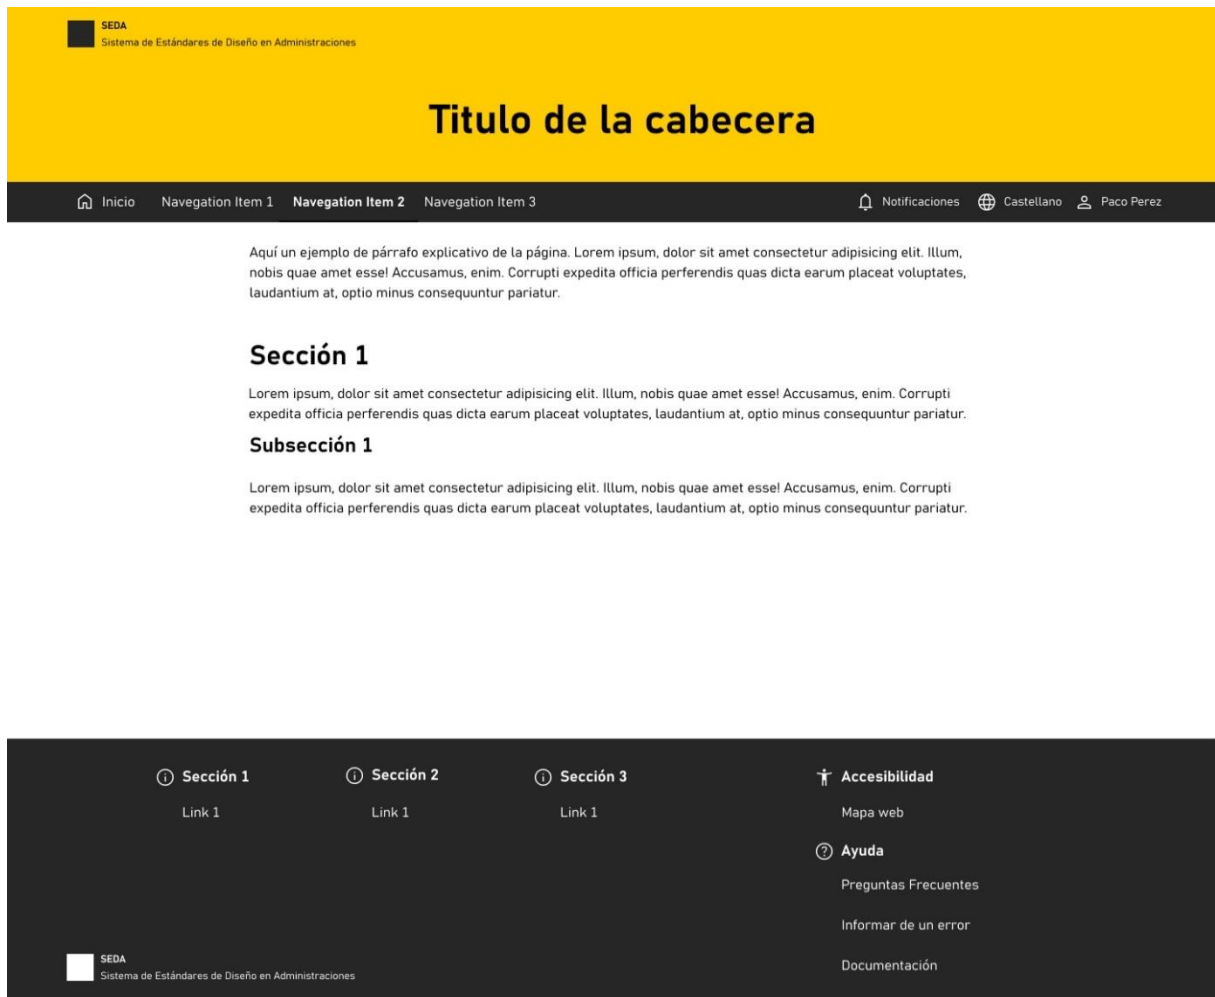 SEDA
Sistema de Estándares de Diseño en Administraciones
Titulo de la cabecera
Inicio Navegation Item 1 Navegation Item 2 Navegation Item 3 Notificaciones Castellano Paco Perez
Aquí un ejemplo de párrafo explicativo de la página. Lorem ipsum, dolor sit amet consectetur adipisicing elit. Illum,
nobis quae amet esse! Accusamus, enim. Corrupti expedita officia perferendis quas dicta earum placeat voluptates,
laudantium at, optio minus consequuntur pariatur.
Sección 1
Lorem ipsum, dolor sit amet consectetur adipisicing elit. Illum, nobis quae amet esse! Accusamus, enim. Corrupti
expedita officia perferendis quas dicta earum placeat voluptates, laudantium at, optio minus consequuntur pariatur.
Subsección 1
Lorem ipsum, dolor sit amet consectetur adipisicing elit. Illum, nobis quae amet esse! Accusamus, enim. Corrupti
expedita officia perferendis quas dicta earum placeat voluptates, laudantium at, optio minus consequuntur pariatur.
Sección 1
Link 1
Sección 2
Link 1
Sección 3
Link 1
Accesibilidad
Mapa web
Ayuda
Preguntas Frecuentes
Informar de un error
Documentación
SEDA
Sistema de Estándares de Diseño en Administraciones